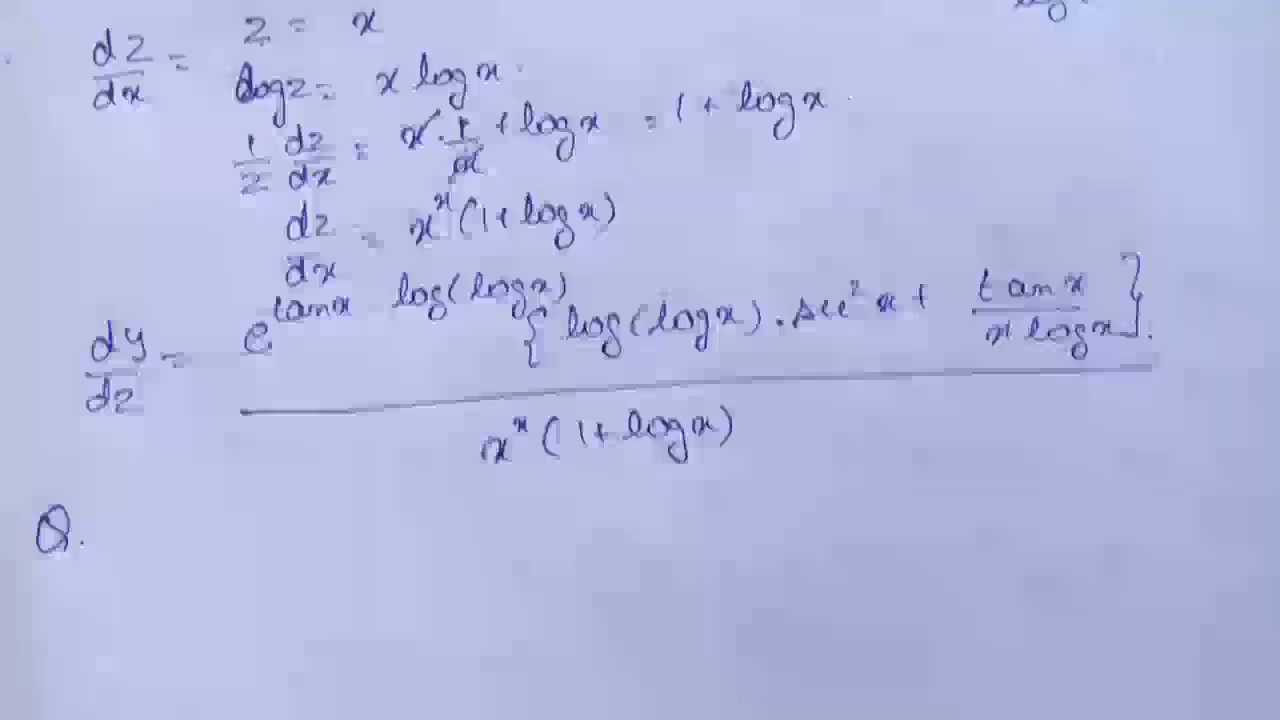 z = x
dz/dx =
log z = x log x.
1/z dz/dx = x · 1/x + log x = 1 + log x.
dz/dx = x^x (1 + log x)
dy/dz = e^{tan x log(log x)} { log(log x) · sec² x + tan x / x log x }. / x^x (1 + log x)
Q.